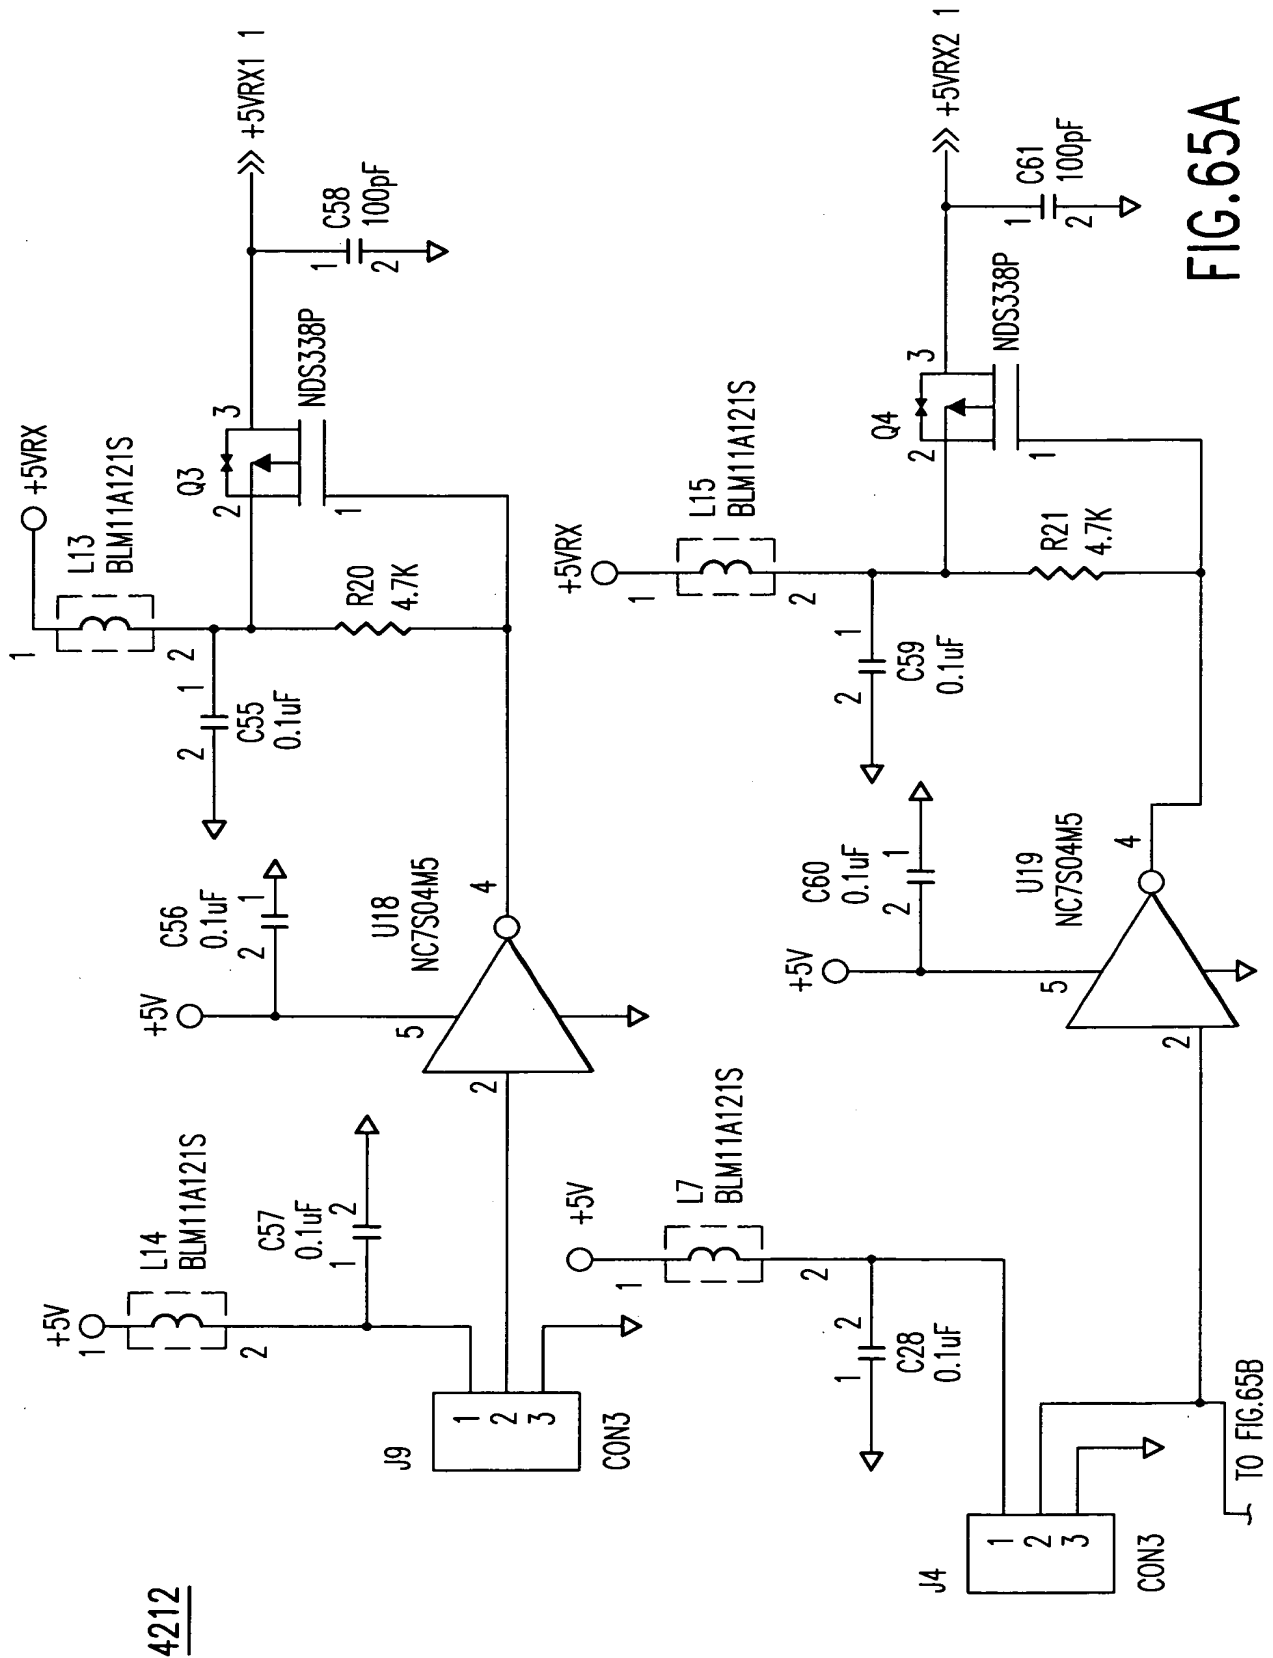 4212
+5V
1
L14
BLM11A121S
2
C57
0.1uF
1 2
J9
1
2
3
CON3
+5V
C56
0.1uF
2 1
5
2
U18
NC7S04M5
4
+5VRX
1
L13
BLM11A121S
2
1
2
C55
0.1uF
R20
4.7K
Q3
2
3
1
NDS338P
+5VRX1 1
1
2
C58
100pF
+5V
1
L7
BLM11A121S
2
1 2
C28
0.1uF
J4
1
2
3
CON3
TO FIG.65B
+5V
C60
0.1uF
2 1
5
2
U19
NC7S04M5
4
+5VRX
1
L15
BLM11A121S
2
2 1
C59
0.1uF
R21
4.7K
Q4
2
3
1
NDS338P
+5VRX2 1
1
2
C61
100pF
FIG.65A